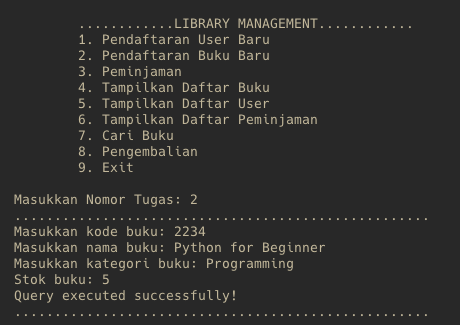 ............LIBRARY MANAGEMENT............
1. Pendaftaran User Baru
2. Pendaftaran Buku Baru
3. Peminjaman
4. Tampilkan Daftar Buku
5. Tampilkan Daftar User
6. Tampilkan Daftar Peminjaman
7. Cari Buku
8. Pengembalian
9. Exit
Masukkan Nomor Tugas: 2
....................................................
Masukkan kode buku: 2234
Masukkan nama buku: Python for Beginner
Masukkan kategori buku: Programming
Stok buku: 5
Query executed successfully!
....................................................